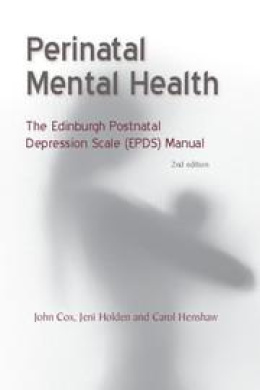 Perinatal
Mental Health
The Edinburgh Postnatal
Depression Scale (EPDS) Manual
2nd edition
John Cox, Jeni Holden and Carol Henshaw